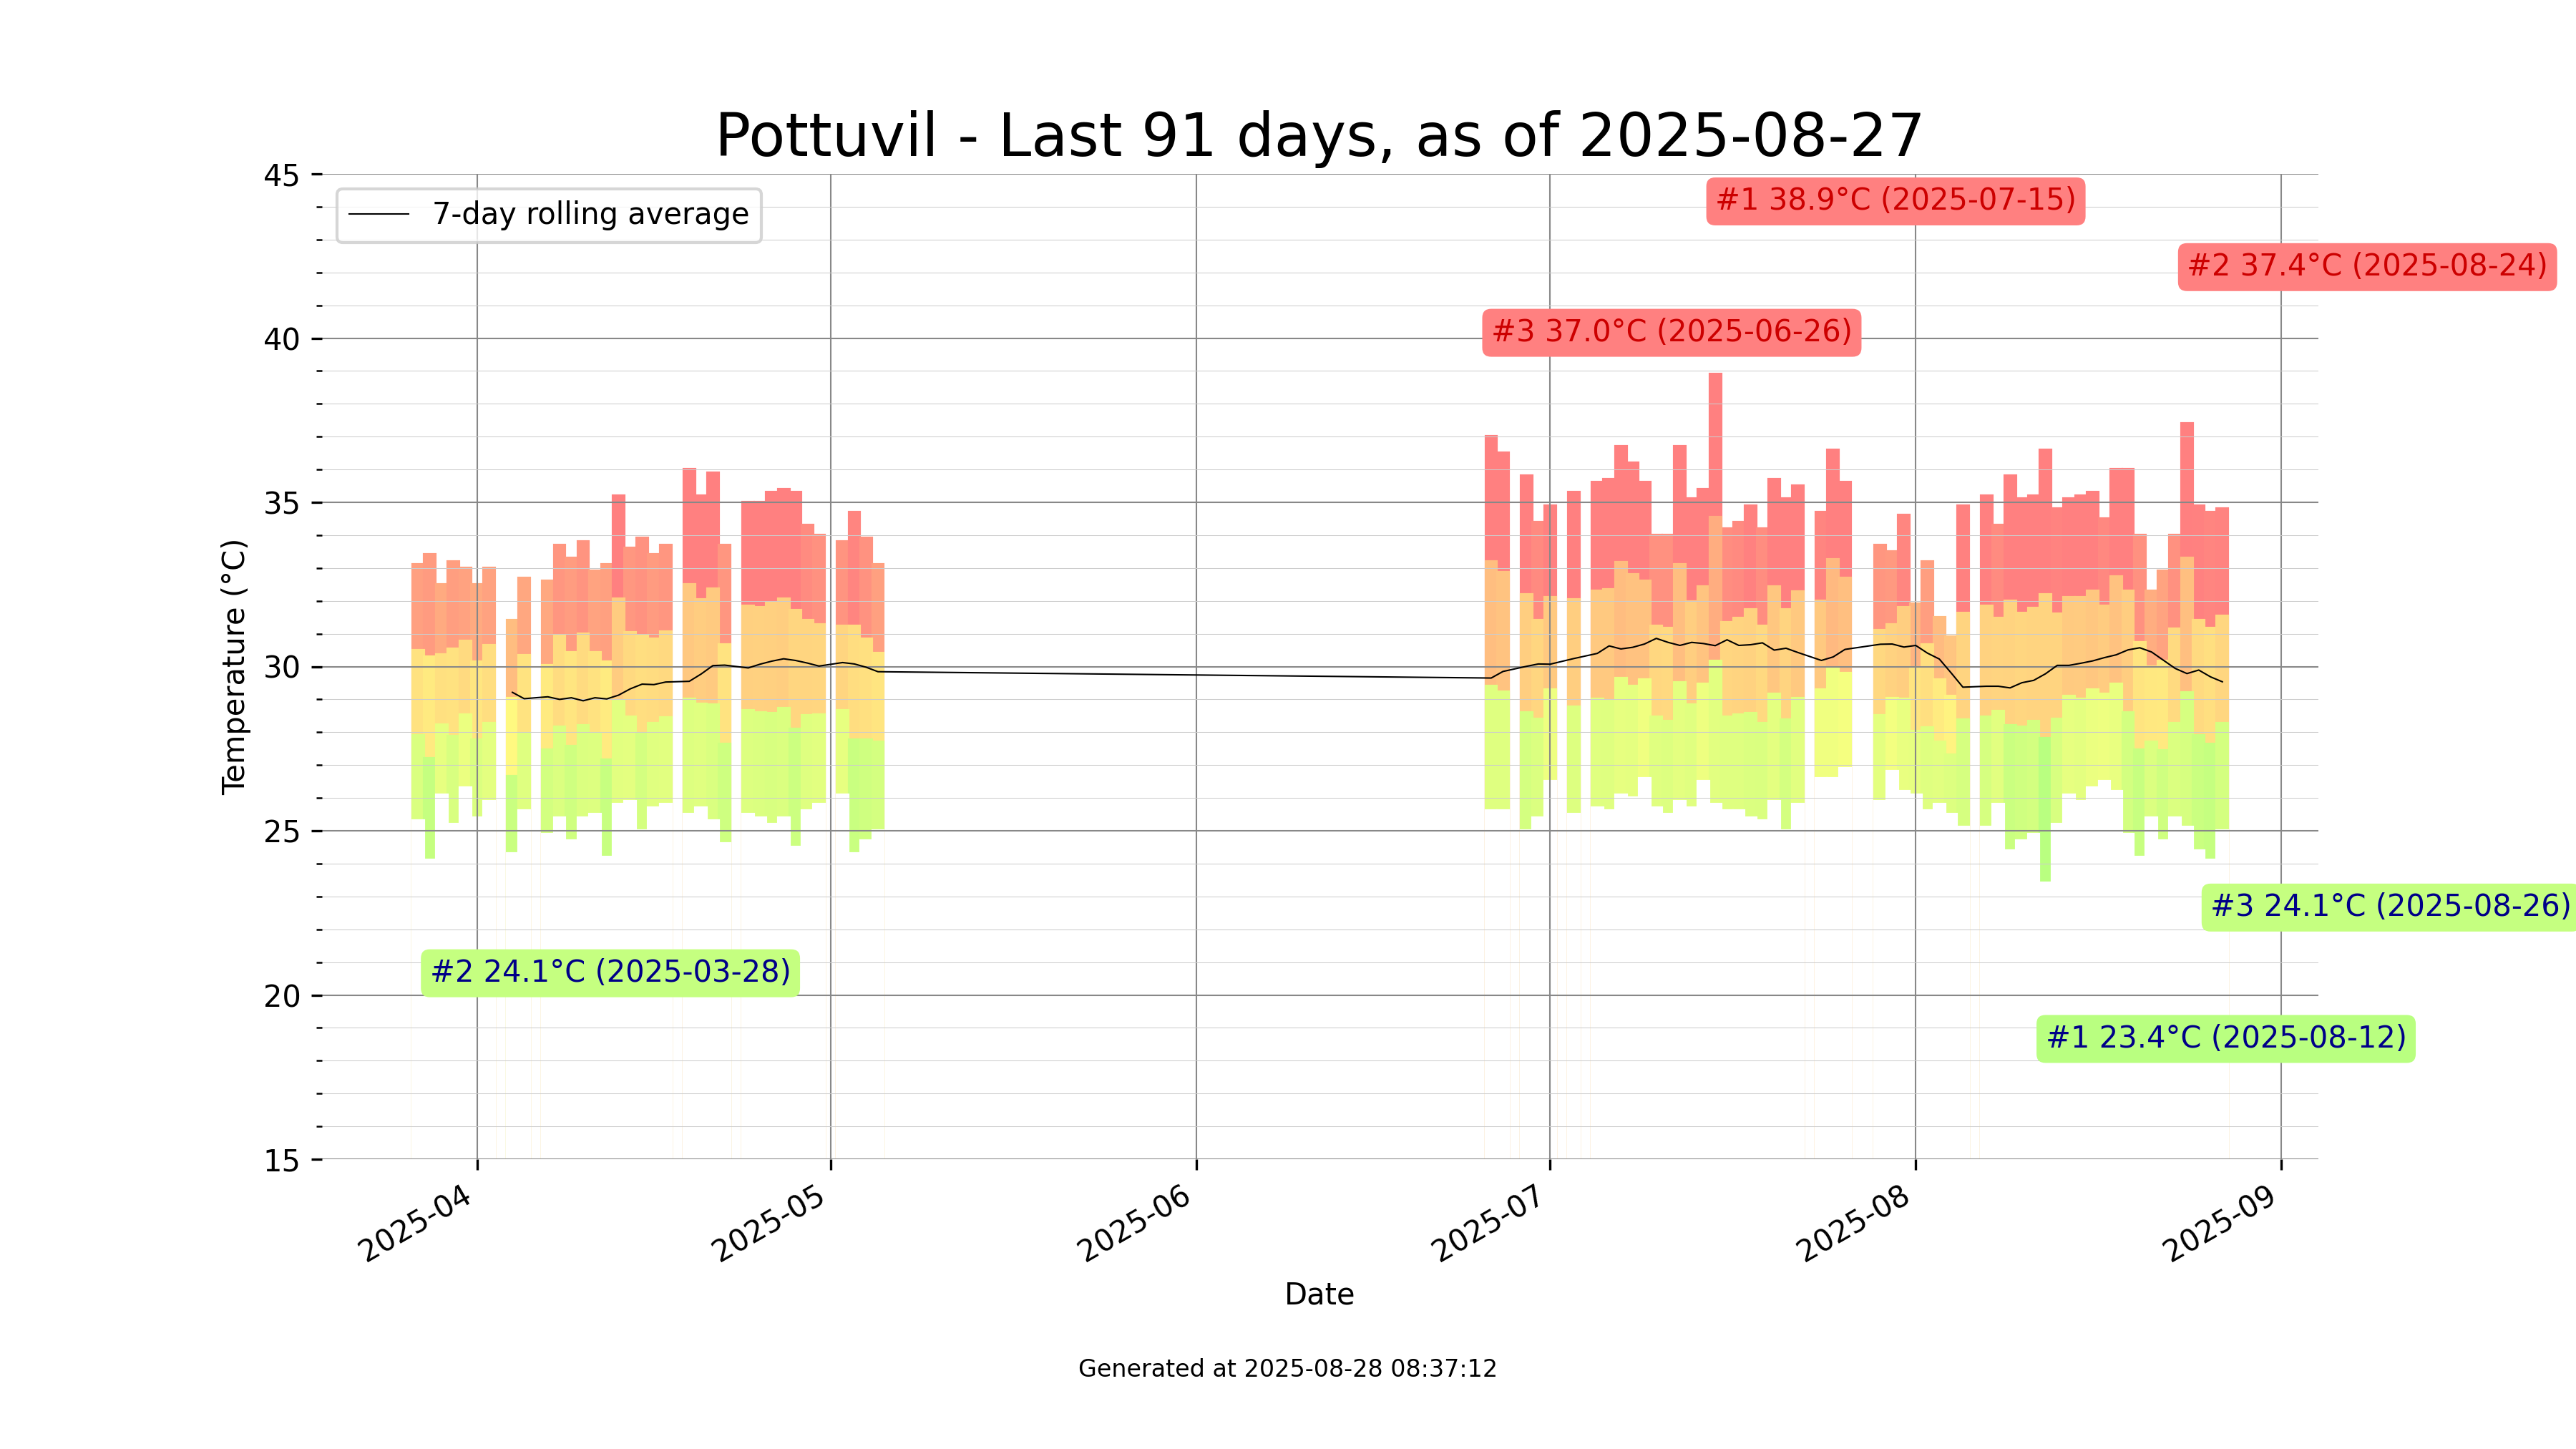 Pottuvil - Last 91 days, as of 2025-08-27
7-day rolling average
#1 38.9°C (2025-07-15)
#2 37.4°C (2025-08-24)
#3 37.0°C (2025-06-26)
#3 24.1°C (2025-08-26)
#2 24.1°C (2025-03-28)
#1 23.4°C (2025-08-12)
Temperature (°C)
45
40
35
30
25
20
15
2025-04
2025-05
2025-06
2025-07
2025-08
2025-09
Date
Generated at 2025-08-28 08:37:12